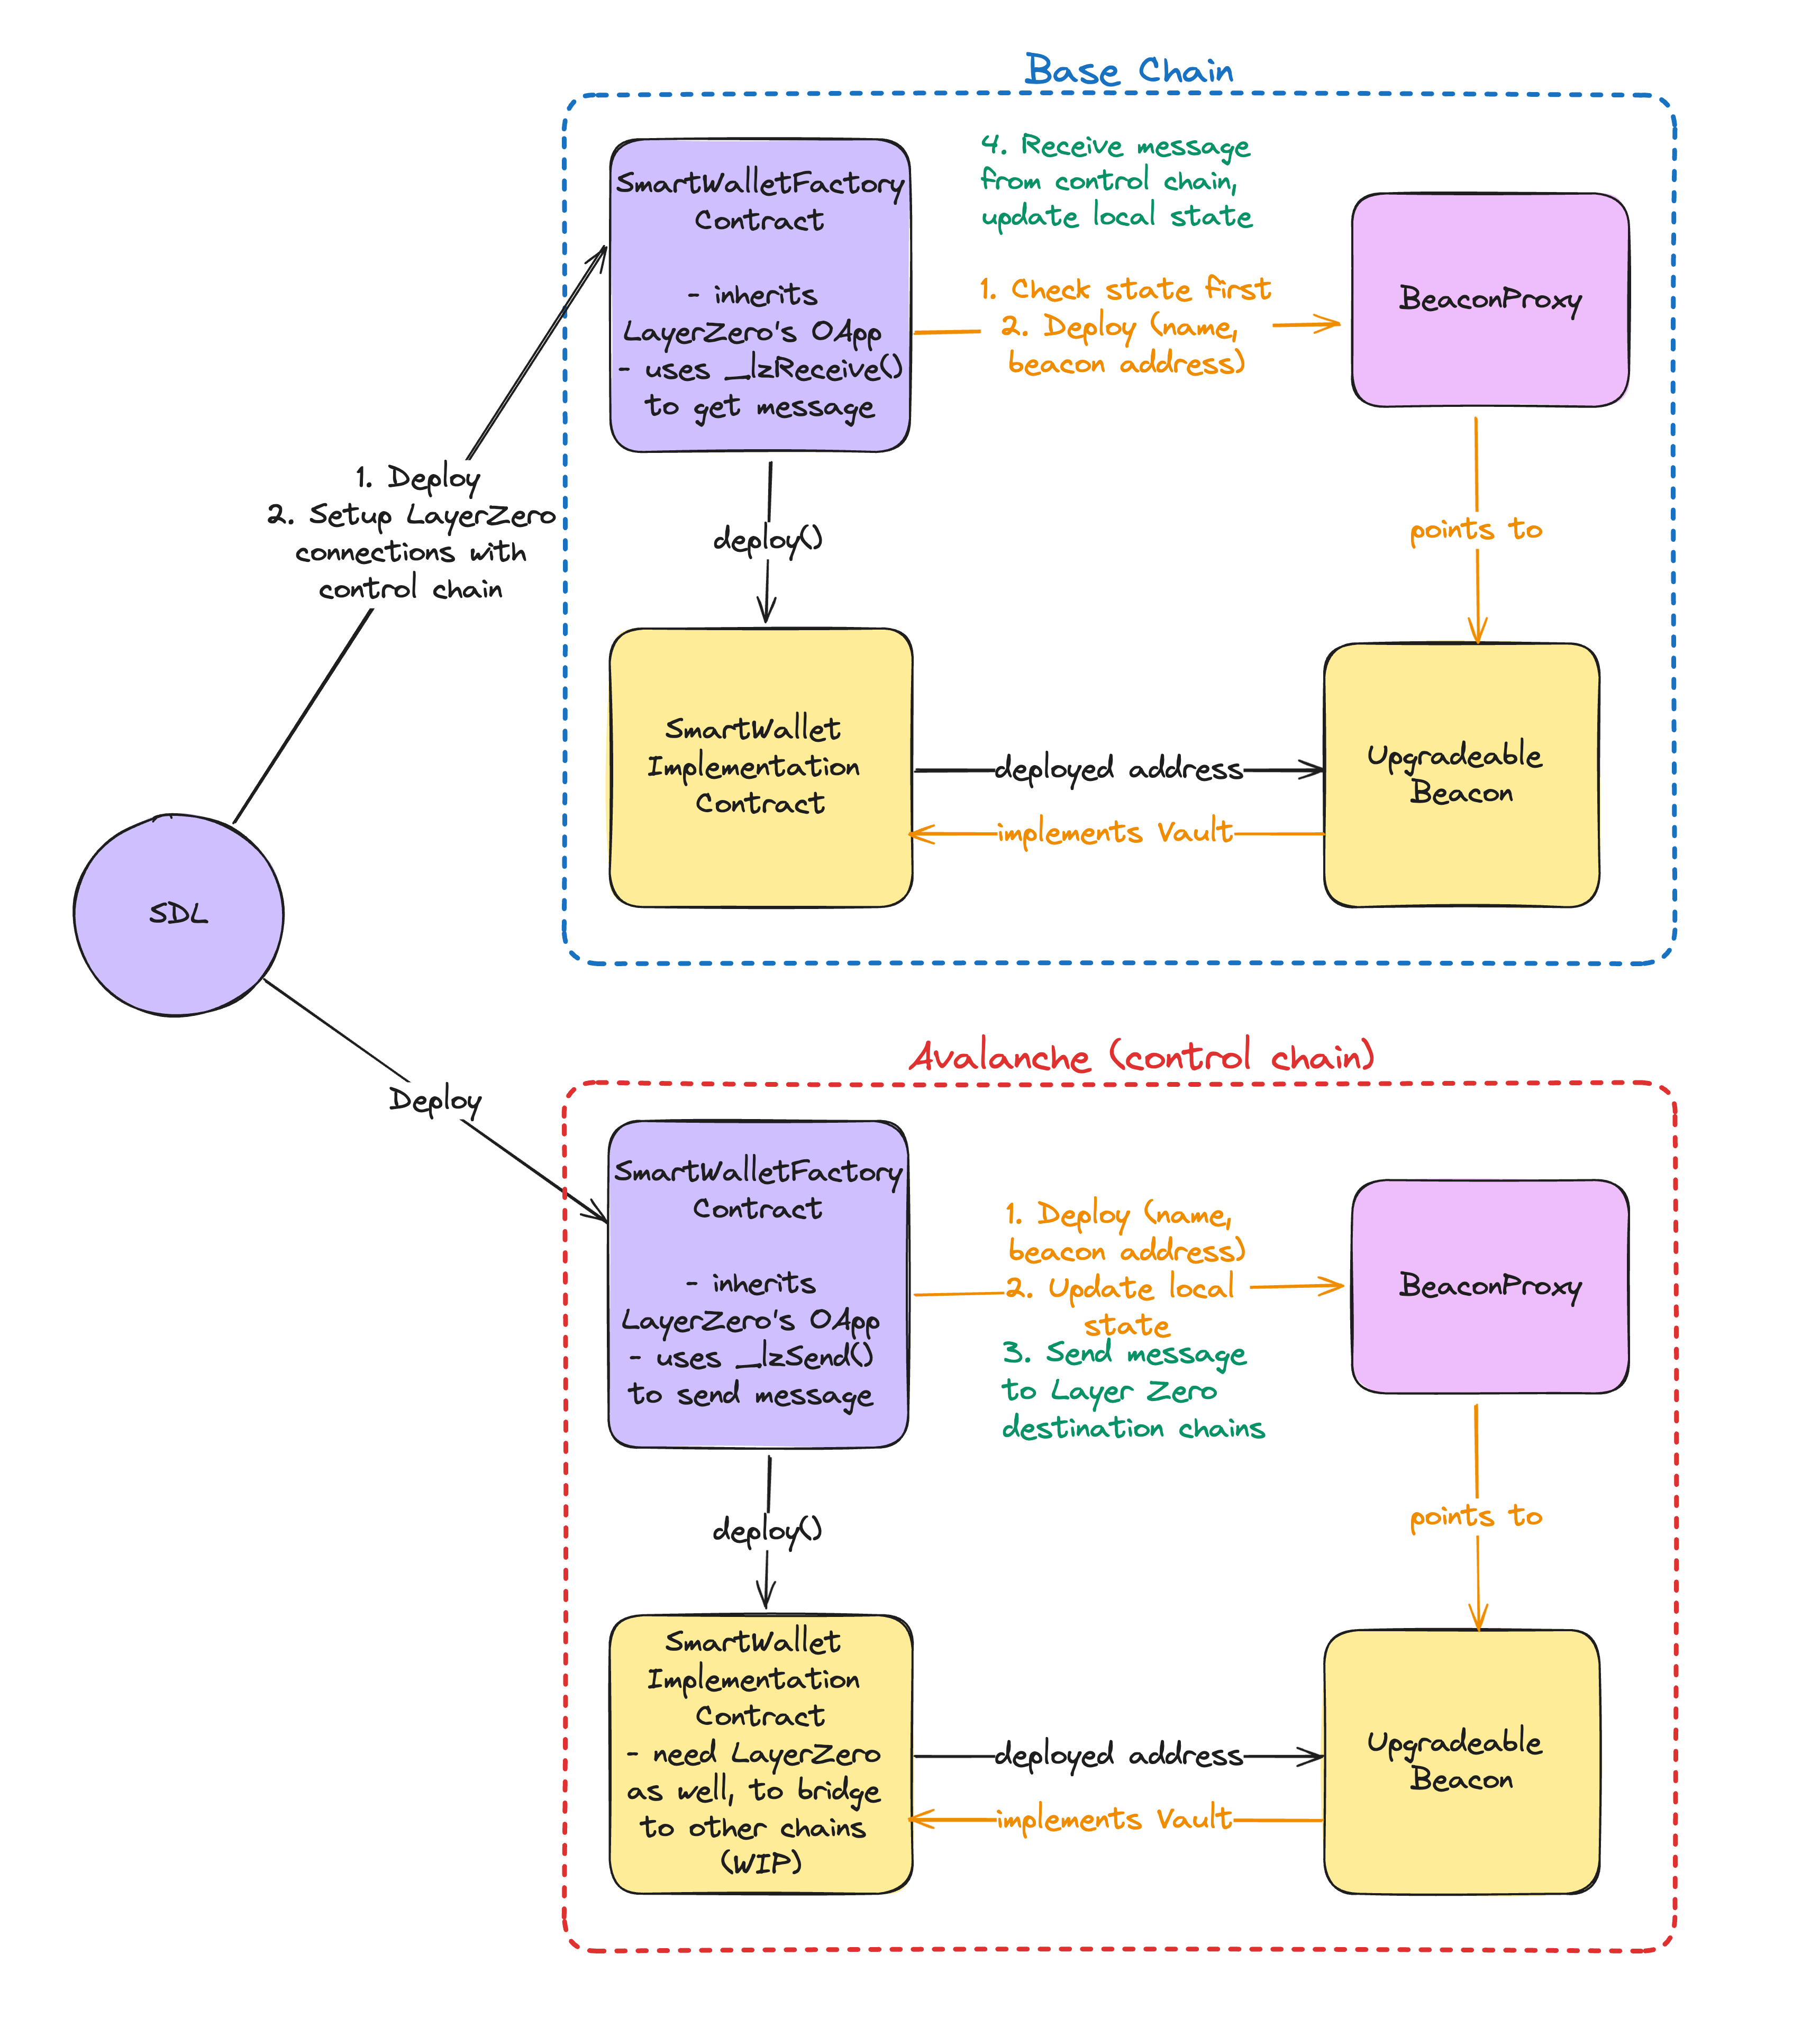 Base Chain
SmartWalletFactory
Contract
- inherits
LayerZero's OApp
- uses _lzReceive()
to get message
4. Receive message
from control chain,
update local state
1. Check state first
2. Deploy (name,
beacon address)
BeaconProxy
1. Deploy
2. Setup LayerZero
connections with
control chain
deploy()
points to
SmartWallet
Implementation
Contract
deployed address
implements Vault
Upgradeable
Beacon
SDL
Deploy
Avalanche (control chain)
SmartWalletFactory
Contract
- inherits
LayerZero's OApp
- uses _lzSend()
to send message
1. Deploy (name,
beacon address)
2. Update local
state
3. Send message
to Layer Zero
destination chains
BeaconProxy
deploy()
points to
SmartWallet
Implementation
Contract
- need LayerZero
as well, to bridge
to other chains
(WIP)
deployed address
implements Vault
Upgradeable
Beacon